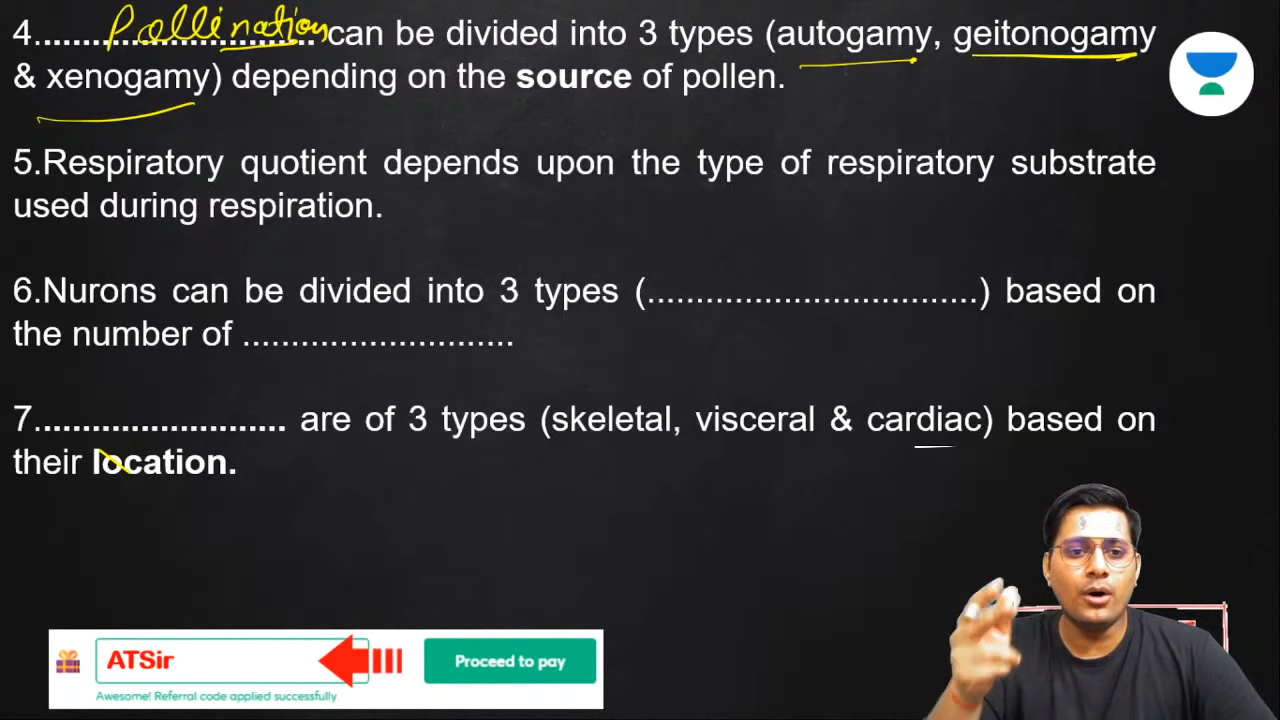 4............................. Pollination can be divided into 3 types (autogamy, geitonogamy
& xenogamy) depending on the source of pollen.
5.Respiratory quotient depends upon the type of respiratory substrate
used during respiration.
6.Nurons can be divided into 3 types (..................................) based on
the number of ............................
7......................... are of 3 types (skeletal, visceral & cardiac) based on
their location.
ATSir
Proceed to pay
Awesome! Referral code applied successfully